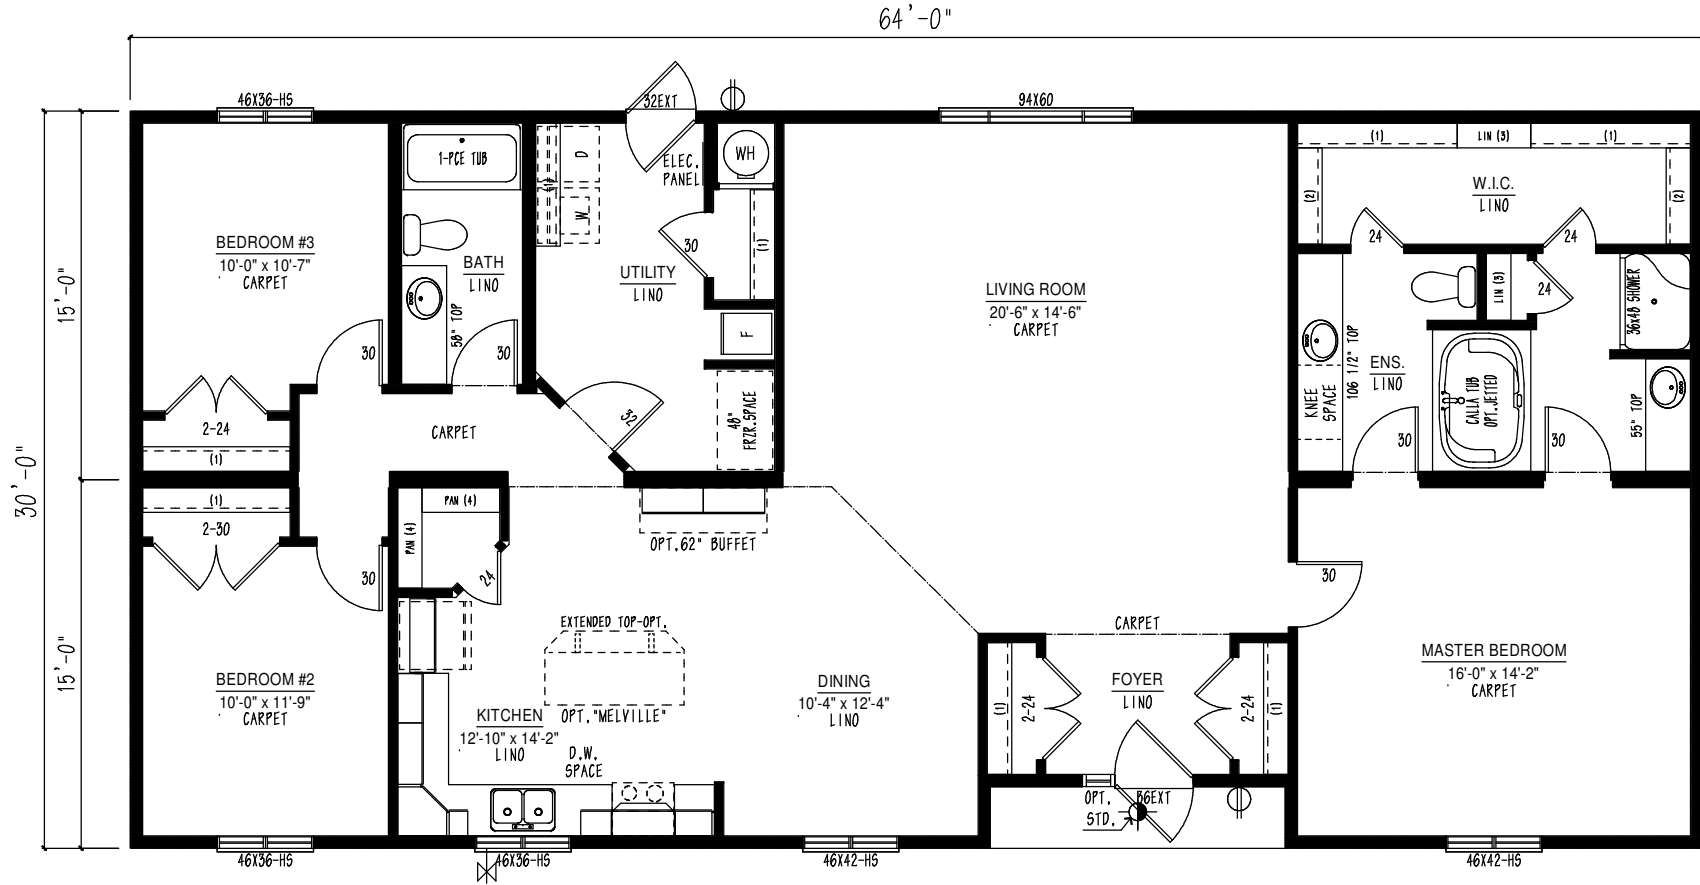 64'-0"
46X36-HS
32EXT
94X60
1-PCE TUB
D
ELEC.
PANEL
WH
(1)
LIN (3)
(1)
(1)
W
(2)
W.I.C.
LINO
(2)
BEDROOM #3
10'-0" x 10'-7"
CARPET
BATH
LINO
UTILITY
LINO
30
(1)
24
24
15'-0"
LIVING ROOM
20'-6" x 14'-6"
CARPET
LIN (3)
24
36x48 SHOWER
58" TOP
30
30
F
106 1/2" TOP
ENS.
LINO
KNEE
SPACE
CALLA TUB
OPT.JETTED
2-24
(1)
CARPET
32
48"
FRZR.SPACE
30
30
55" TOP
30'-0"
(1)
2-30
PAN (4)
PAN (4)
OPT.62" BUFFET
30
24
30
15'-0"
EXTENDED TOP-OPT.
CARPET
BEDROOM #2
10'-0" x 11'-9"
CARPET
KITCHEN
12'-10" x 14'-2"
LINO
OPT."MELVILLE"
D.W.
SPACE
DINING
10'-4" x 12'-4"
LINO
(1)
2-24
FOYER
LINO
2-24
(1)
MASTER BEDROOM
16'-0" x 14'-2"
CARPET
OPT.
STD.
36EXT
46X36-HS
46X36-HS
46X42-HS
46X42-HS